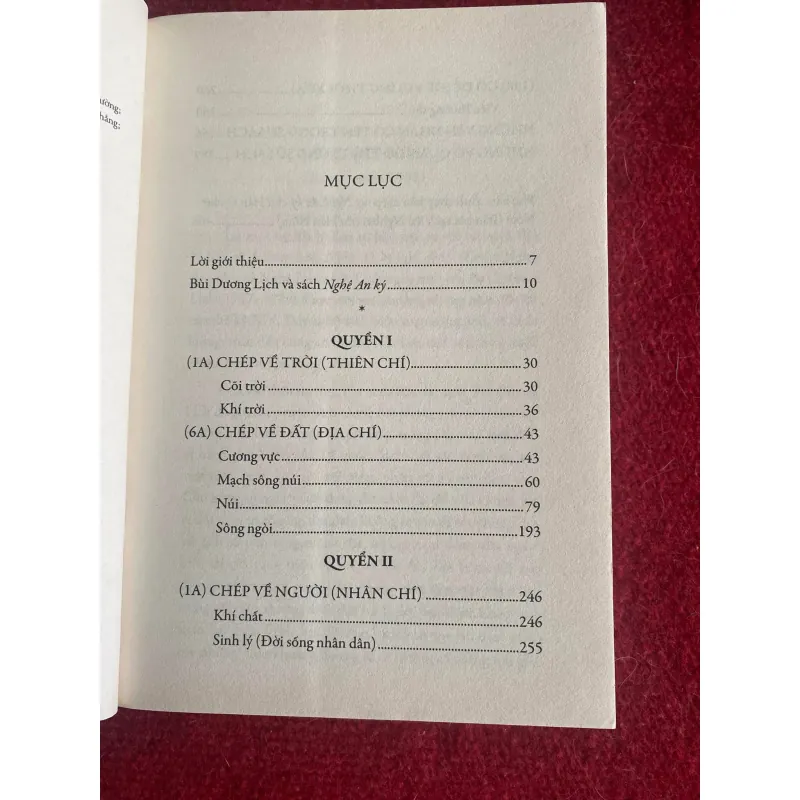 ường;
hắng;
MỤC LỤC
Lời giới thiệu..........7
Bùi Dương Lịch và sách Nghệ An ký..........10
*
QUYỂN I
(1A) CHÉP VỀ TRỜI (THIÊN CHÍ)..........30
Cõi trời..........30
Khí trời..........36
(6A) CHÉP VỀ ĐẤT (ĐỊA CHÍ)..........43
Cương vực..........43
Mạch sông núi..........60
Núi..........79
Sông ngòi..........193
QUYỂN II
(1A) CHÉP VỀ NGƯỜI (NHÂN CHÍ)..........246
Khí chất..........246
Sinh lý (Đời sống nhân dân)..........255